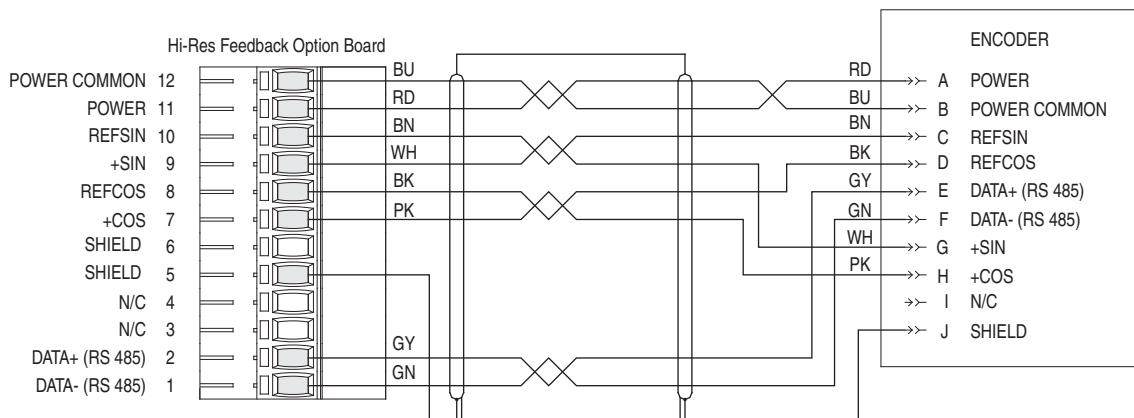 Hi-Res Feedback Option Board
POWER COMMON 12
POWER 11
REFSIN 10
+SIN 9
REFCOS 8
+COS 7
SHIELD 6
SHIELD 5
N/C 4
N/C 3
DATA+ (RS 485) 2
DATA- (RS 485) 1
BU
RD
BN
WH
BK
PK
GY
GN
RD
BU
BN
BK
GY
GN
WH
PK
ENCODER
A POWER
B POWER COMMON
C REFSIN
D REFCOS
E DATA+ (RS 485)
F DATA- (RS 485)
G +SIN
H +COS
I N/C
J SHIELD